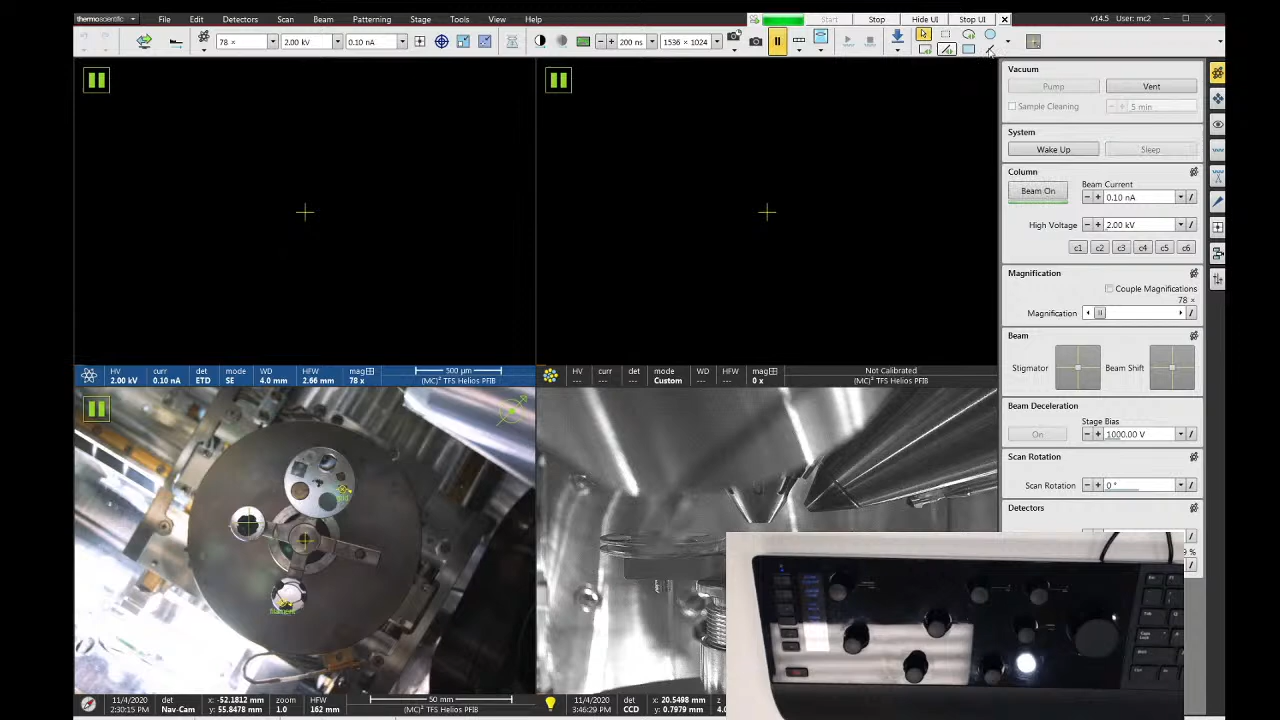 thermoscientific File Edit Detectors Scan Beam Patterning Stage Tools View Help Start Stop Hide UI Stop UI v14.5 User: mc2
78 × 2.00 kV 0.10 nA 200 ns 1536 × 1024
Vacuum
Pump Vent
Sample Cleaning 5 min
System
Wake Up Sleep
Column
Beam On
Beam Current
0.10 nA
High Voltage 2.00 kV
c1 c2 c3 c4 c5 c6
Magnification
Couple Magnifications
78 ×
Magnification
Beam
Stigmator Beam Shift
Beam Deceleration
On
Stage Bias
1000.00 V
Scan Rotation
Scan Rotation 0 °
Detectors
9 %
HV curr det mode WD HFW mag 500 µm
2.00 kV 0.10 nA ETD SE 4.0 mm 2.66 mm 78 x (MC)² TFS Helios PFIB
HV curr det mode WD HFW mag Not Calibrated
--- --- --- Custom --- --- 0 x (MC)² TFS Helios PFIB
filament
11/4/2020 det x: -52.1812 mm zoom HFW 50 mm
2:30:15 PM Nav-Cam y: 55.8478 mm 1.0 162 mm (MC)² TFS Helios PFIB
11/4/2020 det x: 20.5498 mm
3:46:29 PM CCD y: 0.7979 mm